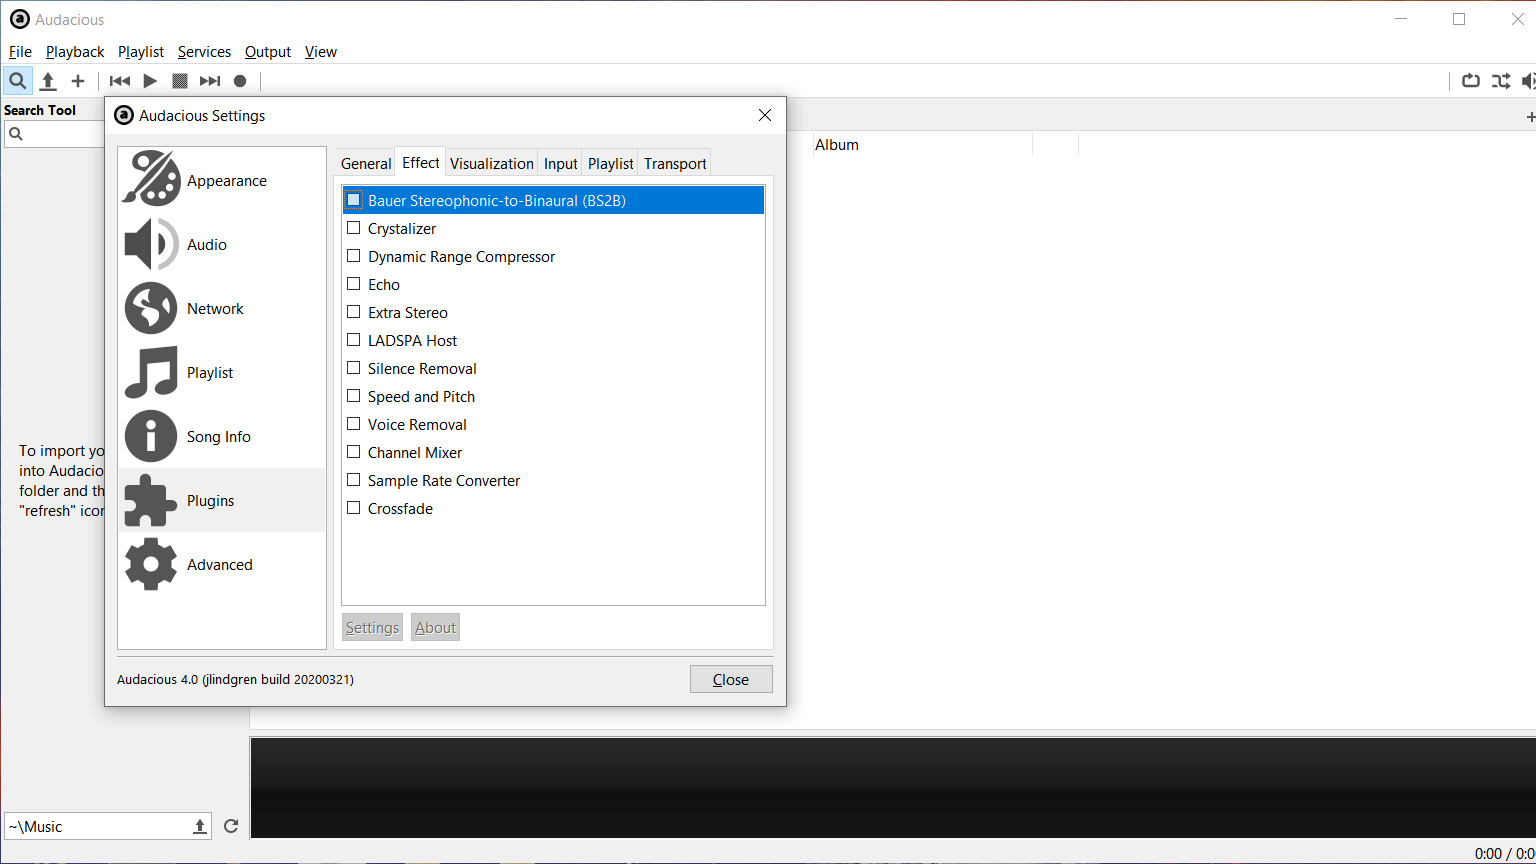 Audacious
File Playback Playlist Services Output View
Search Tool
Album
To import yo
into Audacio
folder and th
"refresh" icor
~\Music
0:00 / 0:0
Audacious Settings
Appearance
Audio
Network
Playlist
Song Info
Plugins
Advanced
General Effect Visualization Input Playlist Transport
Bauer Stereophonic-to-Binaural (BS2B)
Crystalizer
Dynamic Range Compressor
Echo
Extra Stereo
LADSPA Host
Silence Removal
Speed and Pitch
Voice Removal
Channel Mixer
Sample Rate Converter
Crossfade
Settings About
Audacious 4.0 (jlindgren build 20200321)
Close